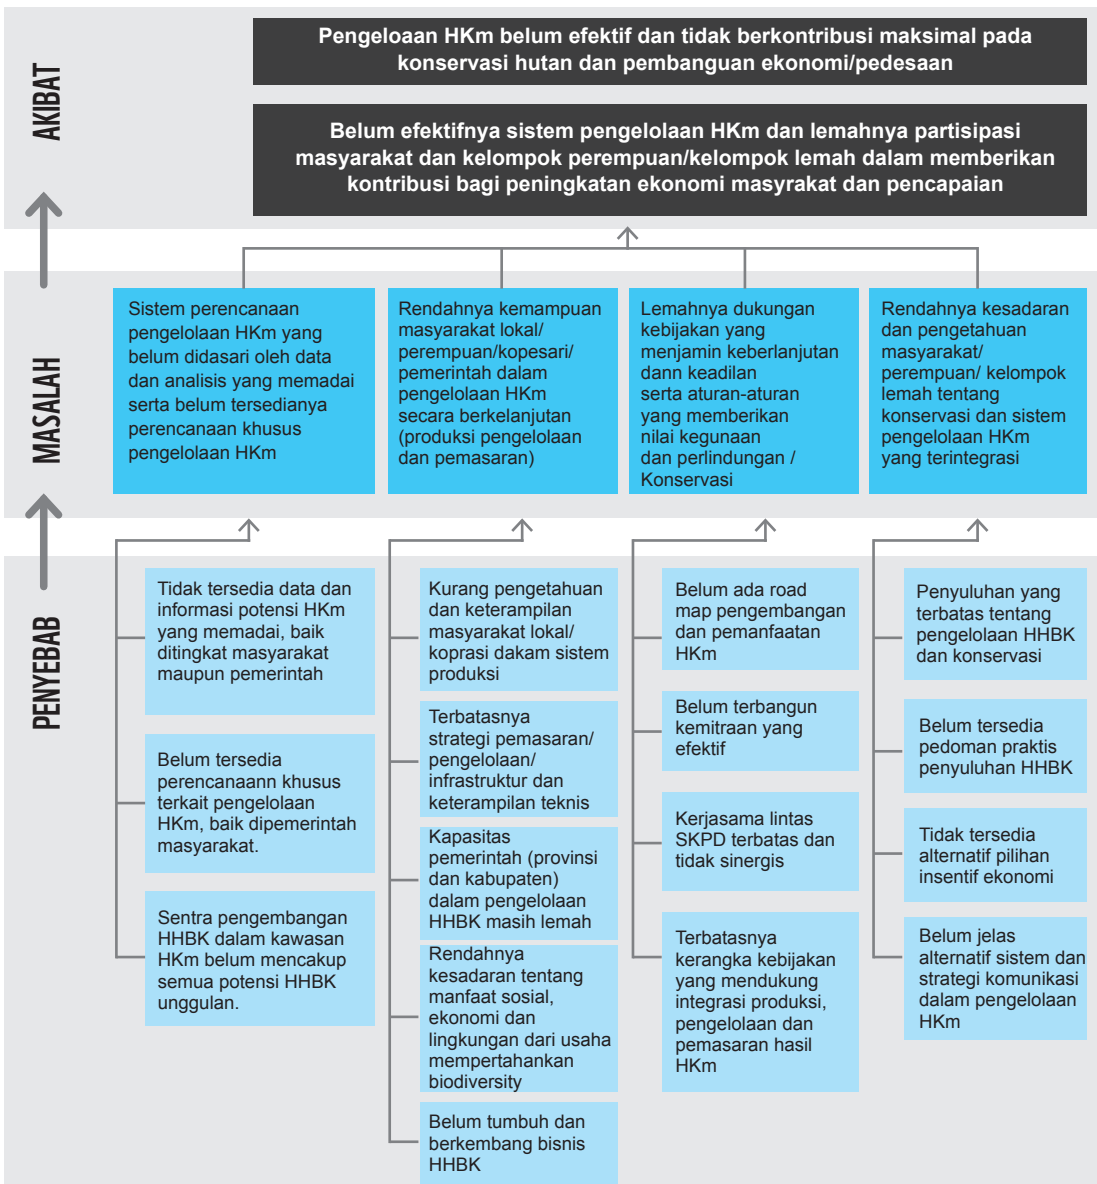 AKIBAT
Pengeloaan HKm belum efektif dan tidak berkontribusi maksimal pada
konservasi hutan dan pembanguan ekonomi/pedesaan
Belum efektifnya sistem pengelolaan HKm dan lemahnya partisipasi
masyarakat dan kelompok perempuan/kelompok lemah dalam memberikan
kontribusi bagi peningkatan ekonomi masyrakat dan pencapaian
MASALAH
Sistem perencanaan
pengelolaan HKm yang
belum didasari oleh data
dan analisis yang memadai
serta belum tersedianya
perencanaan khusus
pengelolaan HKm
Rendahnya kemampuan
masyarakat lokal/
perempuan/kopesari/
pemerintah dalam
pengelolaan HKm
secara berkelanjutan
(produksi pengelolaan
dan pemasaran)
Lemahnya dukungan
kebijakan yang
menjamin keberlanjutan
dann keadilan
serta aturan-aturan
yang memberikan
nilai kegunaan
dan perlindungan /
Konservasi
Rendahnya kesadaran
dan pengetahuan
masyarakat/
perempuan/ kelompok
lemah tentang
konservasi dan sistem
pengelolaan HKm
yang terintegrasi
PENYEBAB
Tidak tersedia data dan
informasi potensi HKm
yang memadai, baik
ditingkat masyarakat
maupun pemerintah
Belum tersedia
perencanaann khusus
terkait pengelolaan
HKm, baik dipemerintah
masyarakat.
Sentra pengembangan
HHBK dalam kawasan
HKm belum mencakup
semua potensi HHBK
unggulan.
Kurang pengetahuan
dan keterampilan
masyarakat lokal/
koprasi dakam sistem
produksi
Terbatasnya
strategi pemasaran/
pengelolaan/
infrastruktur dan
keterampilan teknis
Kapasitas
pemerintah (provinsi
dan kabupaten)
dalam pengelolaan
HHBK masih lemah
Rendahnya
kesadaran tentang
manfaat sosial,
ekonomi dan
lingkungan dari usaha
mempertahankan
biodiversity
Belum tumbuh dan
berkembang bisnis
HHBK
Belum ada road
map pengembangan
dan pemanfaatan
HKm
Belum terbangun
kemitraan yang
efektif
Kerjasama lintas
SKPD terbatas dan
tidak sinergis
Terbatasnya
kerangka kebijakan
yang mendukung
integrasi produksi,
pengelolaan dan
pemasaran hasil
HKm
Penyuluhan yang
terbatas tentang
pengelolaan HHBK
dan konservasi
Belum tersedia
pedoman praktis
penyuluhan HHBK
Tidak tersedia
alternatif pilihan
insentif ekonomi
Belum jelas
alternatif sistem dan
strategi komunikasi
dalam pengelolaan
HKm